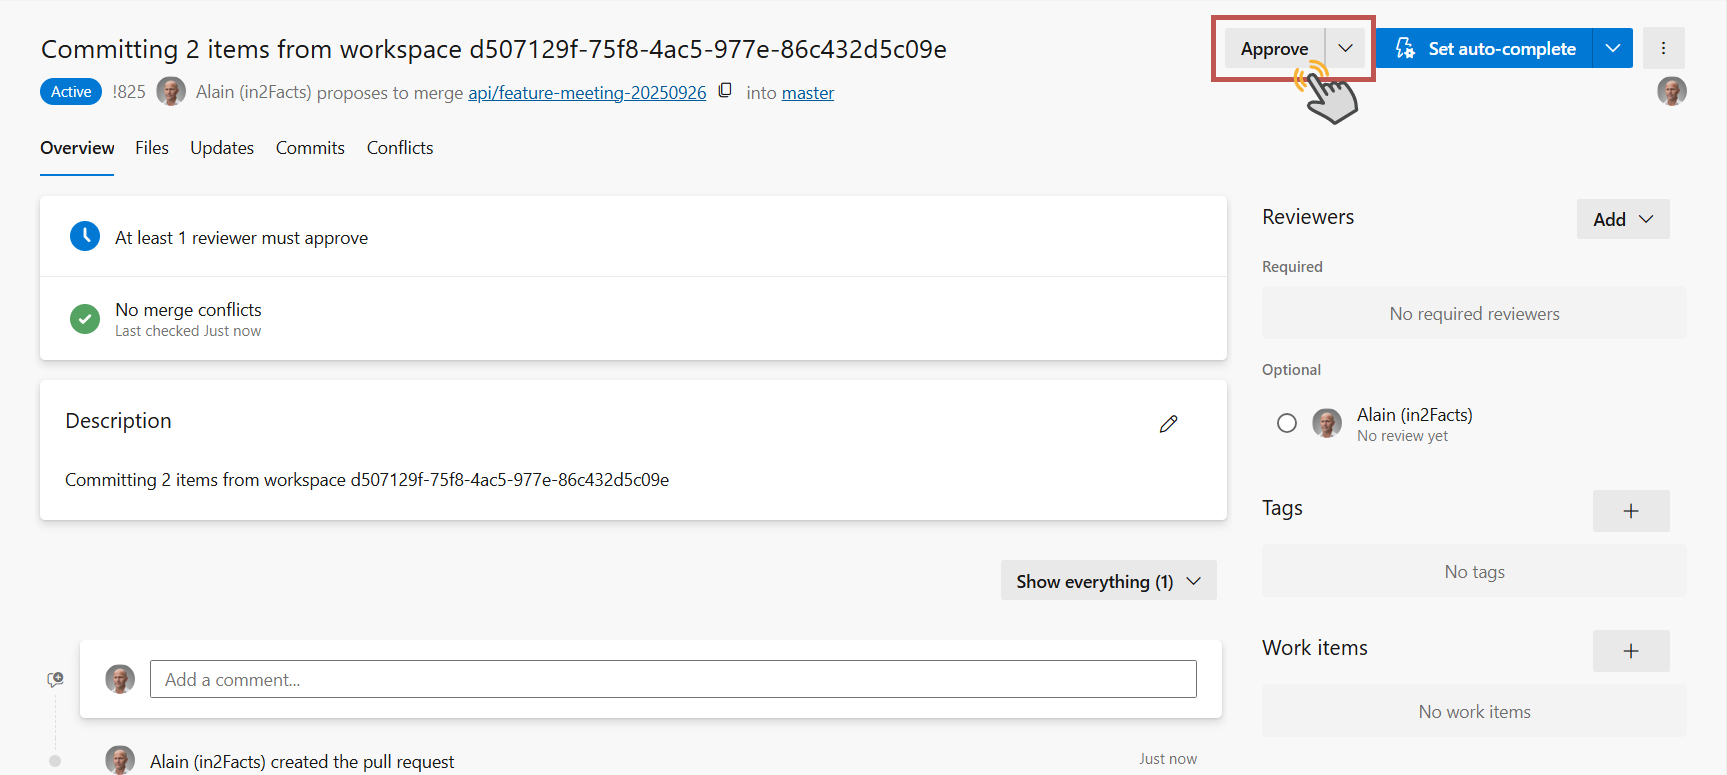 Committing 2 items from workspace d507129f-75f8-4ac5-977e-86c432d5c09e
Approve
Set auto-complete
Active !825 Alain (in2Facts) proposes to merge api/feature-meeting-20250926 into master
Overview Files Updates Commits Conflicts
At least 1 reviewer must approve
No merge conflicts
Last checked Just now
Description
Committing 2 items from workspace d507129f-75f8-4ac5-977e-86c432d5c09e
Show everything (1)
Add a comment...
Alain (in2Facts) created the pull request
Just now
Reviewers
Add
Required
No required reviewers
Optional
Alain (in2Facts)
No review yet
Tags
No tags
Work items
No work items